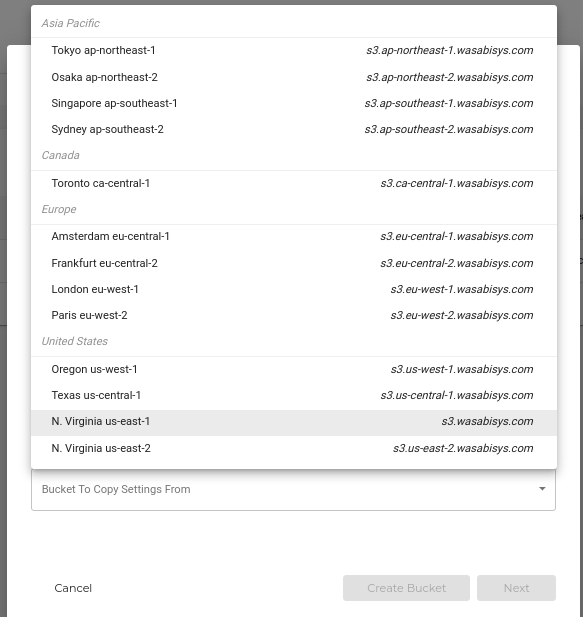 Asia Pacific
Tokyo ap-northeast-1 s3.ap-northeast-1.wasabisys.com
Osaka ap-northeast-2 s3.ap-northeast-2.wasabisys.com
Singapore ap-southeast-1 s3.ap-southeast-1.wasabisys.com
Sydney ap-southeast-2 s3.ap-southeast-2.wasabisys.com
Canada
Toronto ca-central-1 s3.ca-central-1.wasabisys.com
Europe
Amsterdam eu-central-1 s3.eu-central-1.wasabisys.com
Frankfurt eu-central-2 s3.eu-central-2.wasabisys.com
London eu-west-1 s3.eu-west-1.wasabisys.com
Paris eu-west-2 s3.eu-west-2.wasabisys.com
United States
Oregon us-west-1 s3.us-west-1.wasabisys.com
Texas us-central-1 s3.us-central-1.wasabisys.com
N. Virginia us-east-1 s3.wasabisys.com
N. Virginia us-east-2 s3.us-east-2.wasabisys.com
Bucket To Copy Settings From
Cancel Create Bucket Next